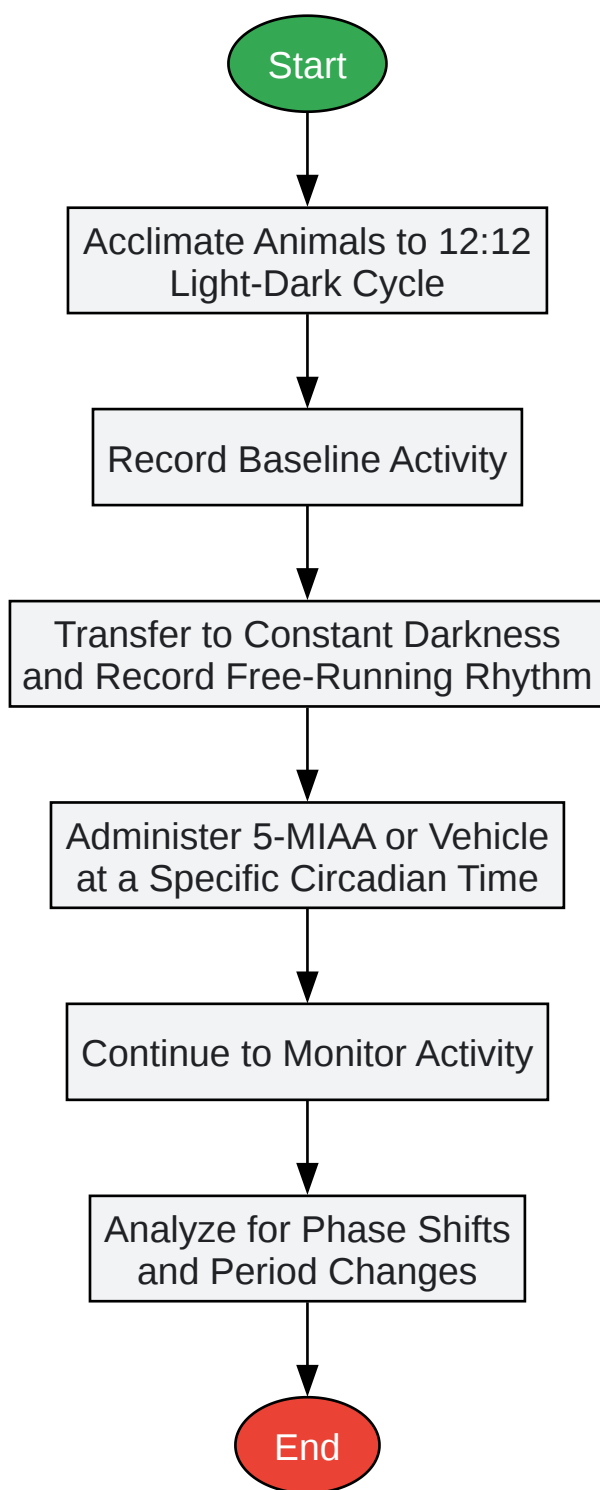 Start
Acclimate Animals to 12:12
Light-Dark Cycle
Record Baseline Activity
Transfer to Constant Darkness
and Record Free-Running Rhythm
Administer 5-MIAA or Vehicle
at a Specific Circadian Time
Continue to Monitor Activity
Analyze for Phase Shifts
and Period Changes
End